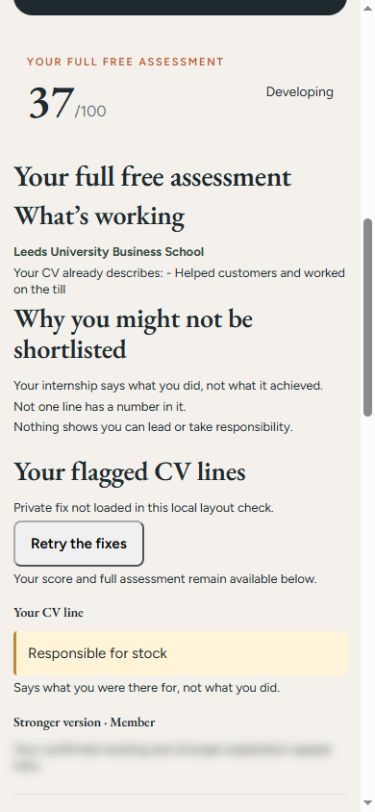 YOUR FULL FREE ASSESSMENT
37/100
Developing
Your full free assessment
What’s working
Leeds University Business School
Your CV already describes: - Helped customers and worked
on the till
Why you might not be
shortlisted
Your internship says what you did, not what it achieved.
Not one line has a number in it.
Nothing shows you can lead or take responsibility.
Your flagged CV lines
Private fix not loaded in this local layout check.
Retry the fixes
Your score and full assessment remain available below.
Your CV line
Responsible for stock
Says what you were there for, not what you did.
Stronger version · Member